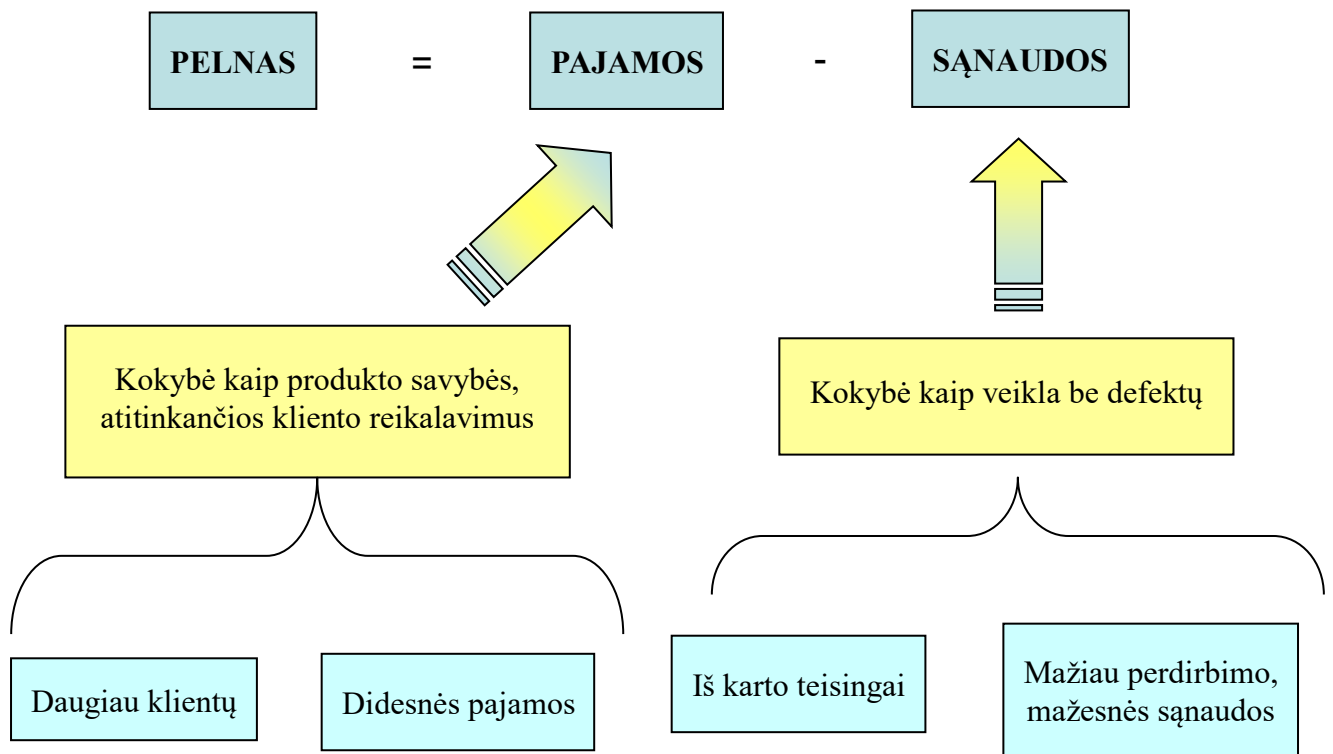 PELNAS = PAJAMOS - SĄNAUDOS
Kokybė kaip produkto savybės,
atitinkančios kliento reikalavimus
Kokybė kaip veikla be defektų
Daugiau klientų
Didesnės pajamos
Iš karto teisingai
Mažiau perdirbimo,
mažesnės sąnaudos